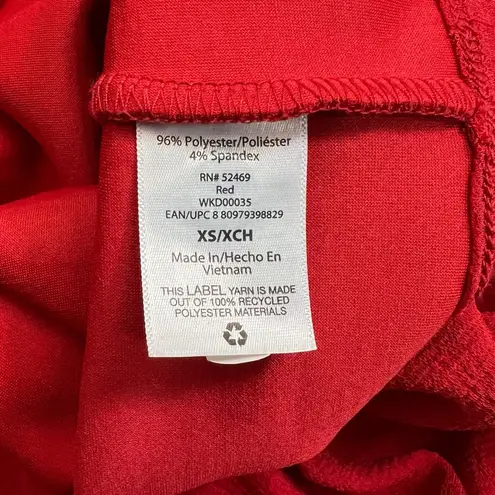 96% Polyester/Poliéster
4% Spandex
RN# 52469
Red
WKD00035
EAN/UPC 8 80979398829
XS/XCH
Made In/Hecho En
Vietnam
THIS LABEL YARN IS MADE
OUT OF 100% RECYCLED
POLYESTER MATERIALS